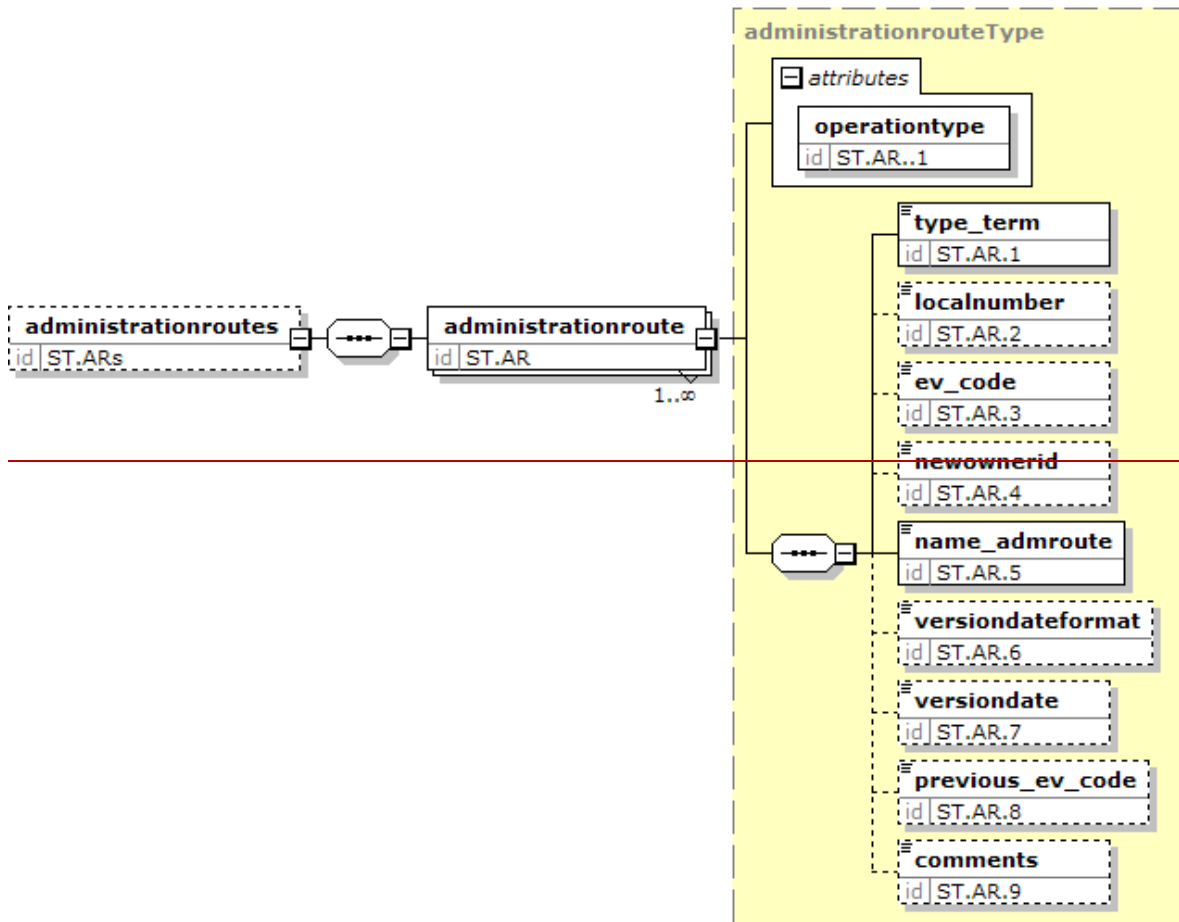 administrationrouteType
attributes
operationtype
id ST.AR..1
type_term
id ST.AR.1
localnumber
id ST.AR.2
administrationroutes
id ST.ARs
administrationroute
id ST.AR
1..∞
ev_code
id ST.AR.3
newownerid
id ST.AR.4
name_admroute
id ST.AR.5
versiondateformat
id ST.AR.6
versiondate
id ST.AR.7
previous_ev_code
id ST.AR.8
comments
id ST.AR.9